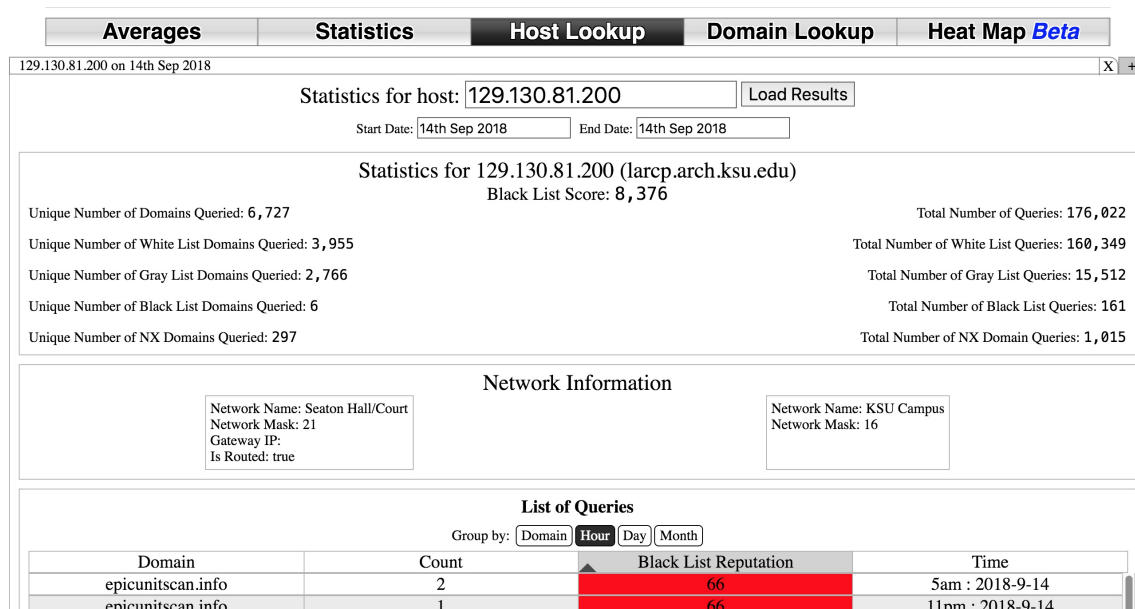 Averages Statistics Host Lookup Domain Lookup Heat Map Beta
129.130.81.200 on 14th Sep 2018 X +
Statistics for host: 129.130.81.200 Load Results
Start Date: 14th Sep 2018 End Date: 14th Sep 2018
Statistics for 129.130.81.200 (larcp.arch.ksu.edu)
Black List Score: 8,376
Unique Number of Domains Queried: 6,727 Total Number of Queries: 176,022
Unique Number of White List Domains Queried: 3,955 Total Number of White List Queries: 160,349
Unique Number of Gray List Domains Queried: 2,766 Total Number of Gray List Queries: 15,512
Unique Number of Black List Domains Queried: 6 Total Number of Black List Queries: 161
Unique Number of NX Domains Queried: 297 Total Number of NX Domain Queries: 1,015
Network Information
Network Name: Seaton Hall/Court
Network Mask: 21
Gateway IP:
Is Routed: true
Network Name: KSU Campus
Network Mask: 16
List of Queries
Group by: Domain Hour Day Month
Domain Count Black List Reputation Time
epicunitscan.info 2 66 5am : 2018-9-14
epicunitscan.info 1 66 11pm : 2018-9-14